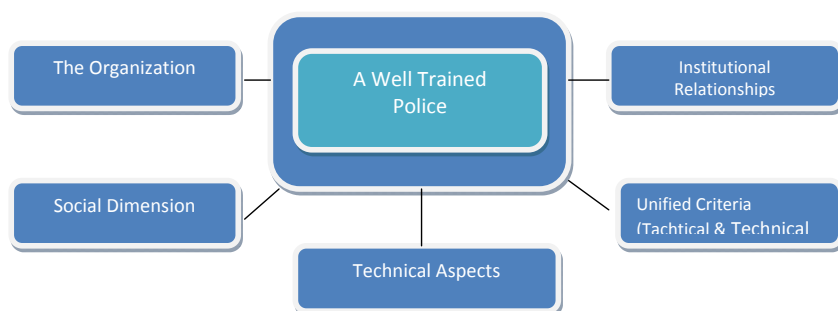 The Organization
A Well Trained
Police
Institutional
Relationships
Social Dimension
Unified Criteria
(Tachtical & Technical
Technical Aspects